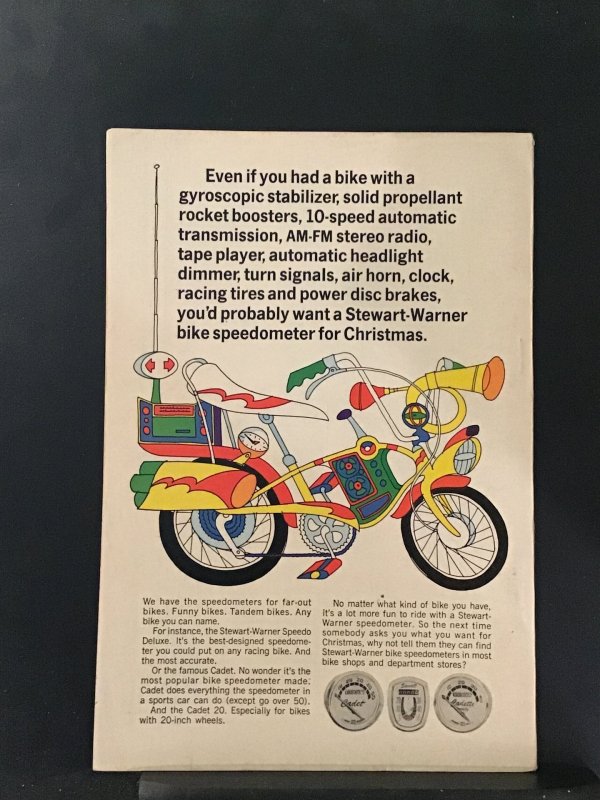 Even if you had a bike with a
gyroscopic stabilizer, solid propellant
rocket boosters, 10-speed automatic
transmission, AM-FM stereo radio,
tape player, automatic headlight
dimmer, turn signals, air horn, clock,
racing tires and power disc brakes,
you'd probably want a Stewart-Warner
bike speedometer for Christmas.
We have the speedometers for far-out
bikes. Funny bikes. Tandem bikes. Any
bike you can name.
For instance, the Stewart-Warner Speedo
Deluxe. It's the best-designed speedome-
ter you could put on any racing bike. And
the most accurate.
Or the famous Cadet. No wonder it's the
most popular bike speedometer made.
Cadet does everything the speedometer in
a sports car can do (except go over 50).
And the Cadet 20. Especially for bikes
with 20-inch wheels.
No matter what kind of bike you have,
it's a lot more fun to ride with a Stewart-
Warner speedometer. So the next time
somebody asks you what you want for
Christmas, why not tell them they can find
Stewart-Warner bike speedometers in most
bike shops and department stores?
Cadet